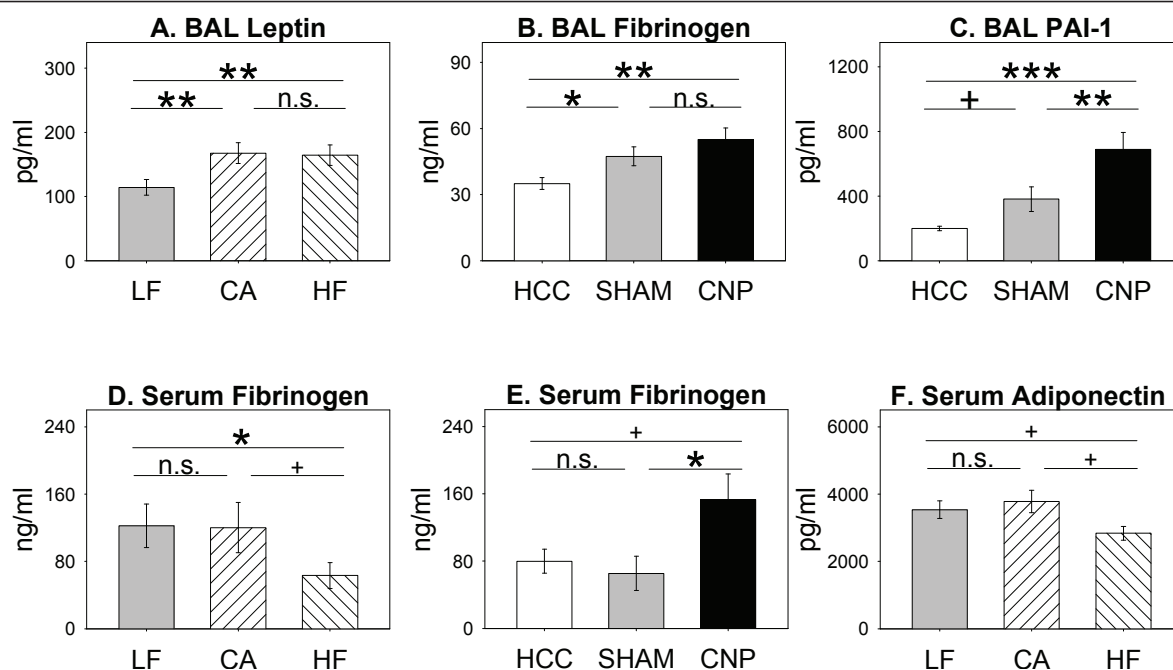 A. BAL Leptin
pg/ml
300
200
100
0
**
**
n.s.
LF CA HF
B. BAL Fibrinogen
ng/ml
90
60
30
0
**
*
n.s.
HCC SHAM CNP
C. BAL PAI-1
pg/ml
1200
800
400
0
***
+
**
HCC SHAM CNP
D. Serum Fibrinogen
ng/ml
240
160
80
0
*
n.s.
+
LF CA HF
E. Serum Fibrinogen
ng/ml
240
160
80
0
+
n.s.
*
HCC SHAM CNP
F. Serum Adiponectin
pg/ml
6000
4000
2000
0
+
n.s.
+
LF CA HF